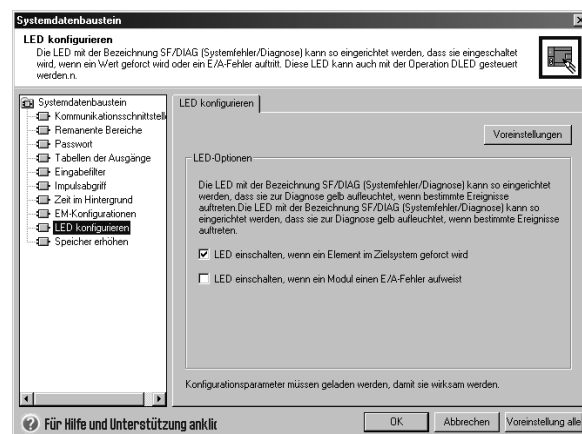 Systemdatenbaustein
LED konfigurieren
Die LED mit der Bezeichnung SF/DIAG (Systemfehler/Diagnose) kann so eingerichtet werden, dass sie eingeschaltet
wird, wenn ein Wert geforct wird oder ein E/A-Fehler auftritt. Diese LED kann auch mit der Operation DLED gesteuert
werden.n.
Systemdatenbaustein
Kommunikationsschnittstell
Remanente Bereiche
Passwort
Tabellen der Ausgänge
Eingabefilter
Impulsabgriff
Zeit im Hintergrund
EM-Konfigurationen
LED konfigurieren
Speicher erhöhen
LED konfigurieren
Voreinstellungen
LED-Optionen
Die LED mit der Bezeichnung SF/DIAG (Systemfehler/Diagnose) kann so eingerichtet
werden, dass sie zur Diagnose gelb aufleuchtet, wenn bestimmte Ereignisse
auftreten.Die LED mit der Bezeichnung SF/DIAG (Systemfehler/Diagnose) kann so
eingerichtet werden, dass sie zur Diagnose gelb aufleuchtet, wenn bestimmte Ereignisse
auftreten.
LED einschalten, wenn ein Element im Zielsystem geforct wird
LED einschalten, wenn ein Modul einen E/A-Fehler aufweist
Konfigurationsparameter müssen geladen werden, damit sie wirksam werden.
Für Hilfe und Unterstützung anklic
OK
Abbrechen
Voreinstellung alle